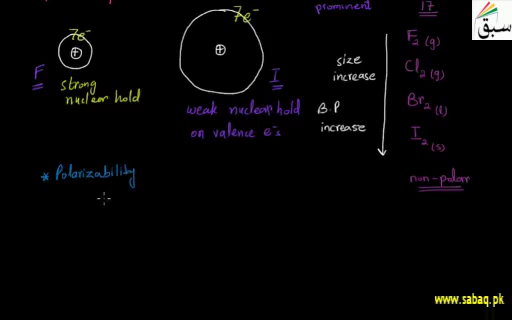 7e⁻
7e⁻
prominent
17
سبق
F
strong
nuclear hold
I
weak nuclear hold
on valence e⁻s
size
increase
B.P
increase
F₂ (g)
Cl₂ (g)
Br₂ (l)
I₂ (s)
non-polar
* Polarizability
www.sabaq.pk